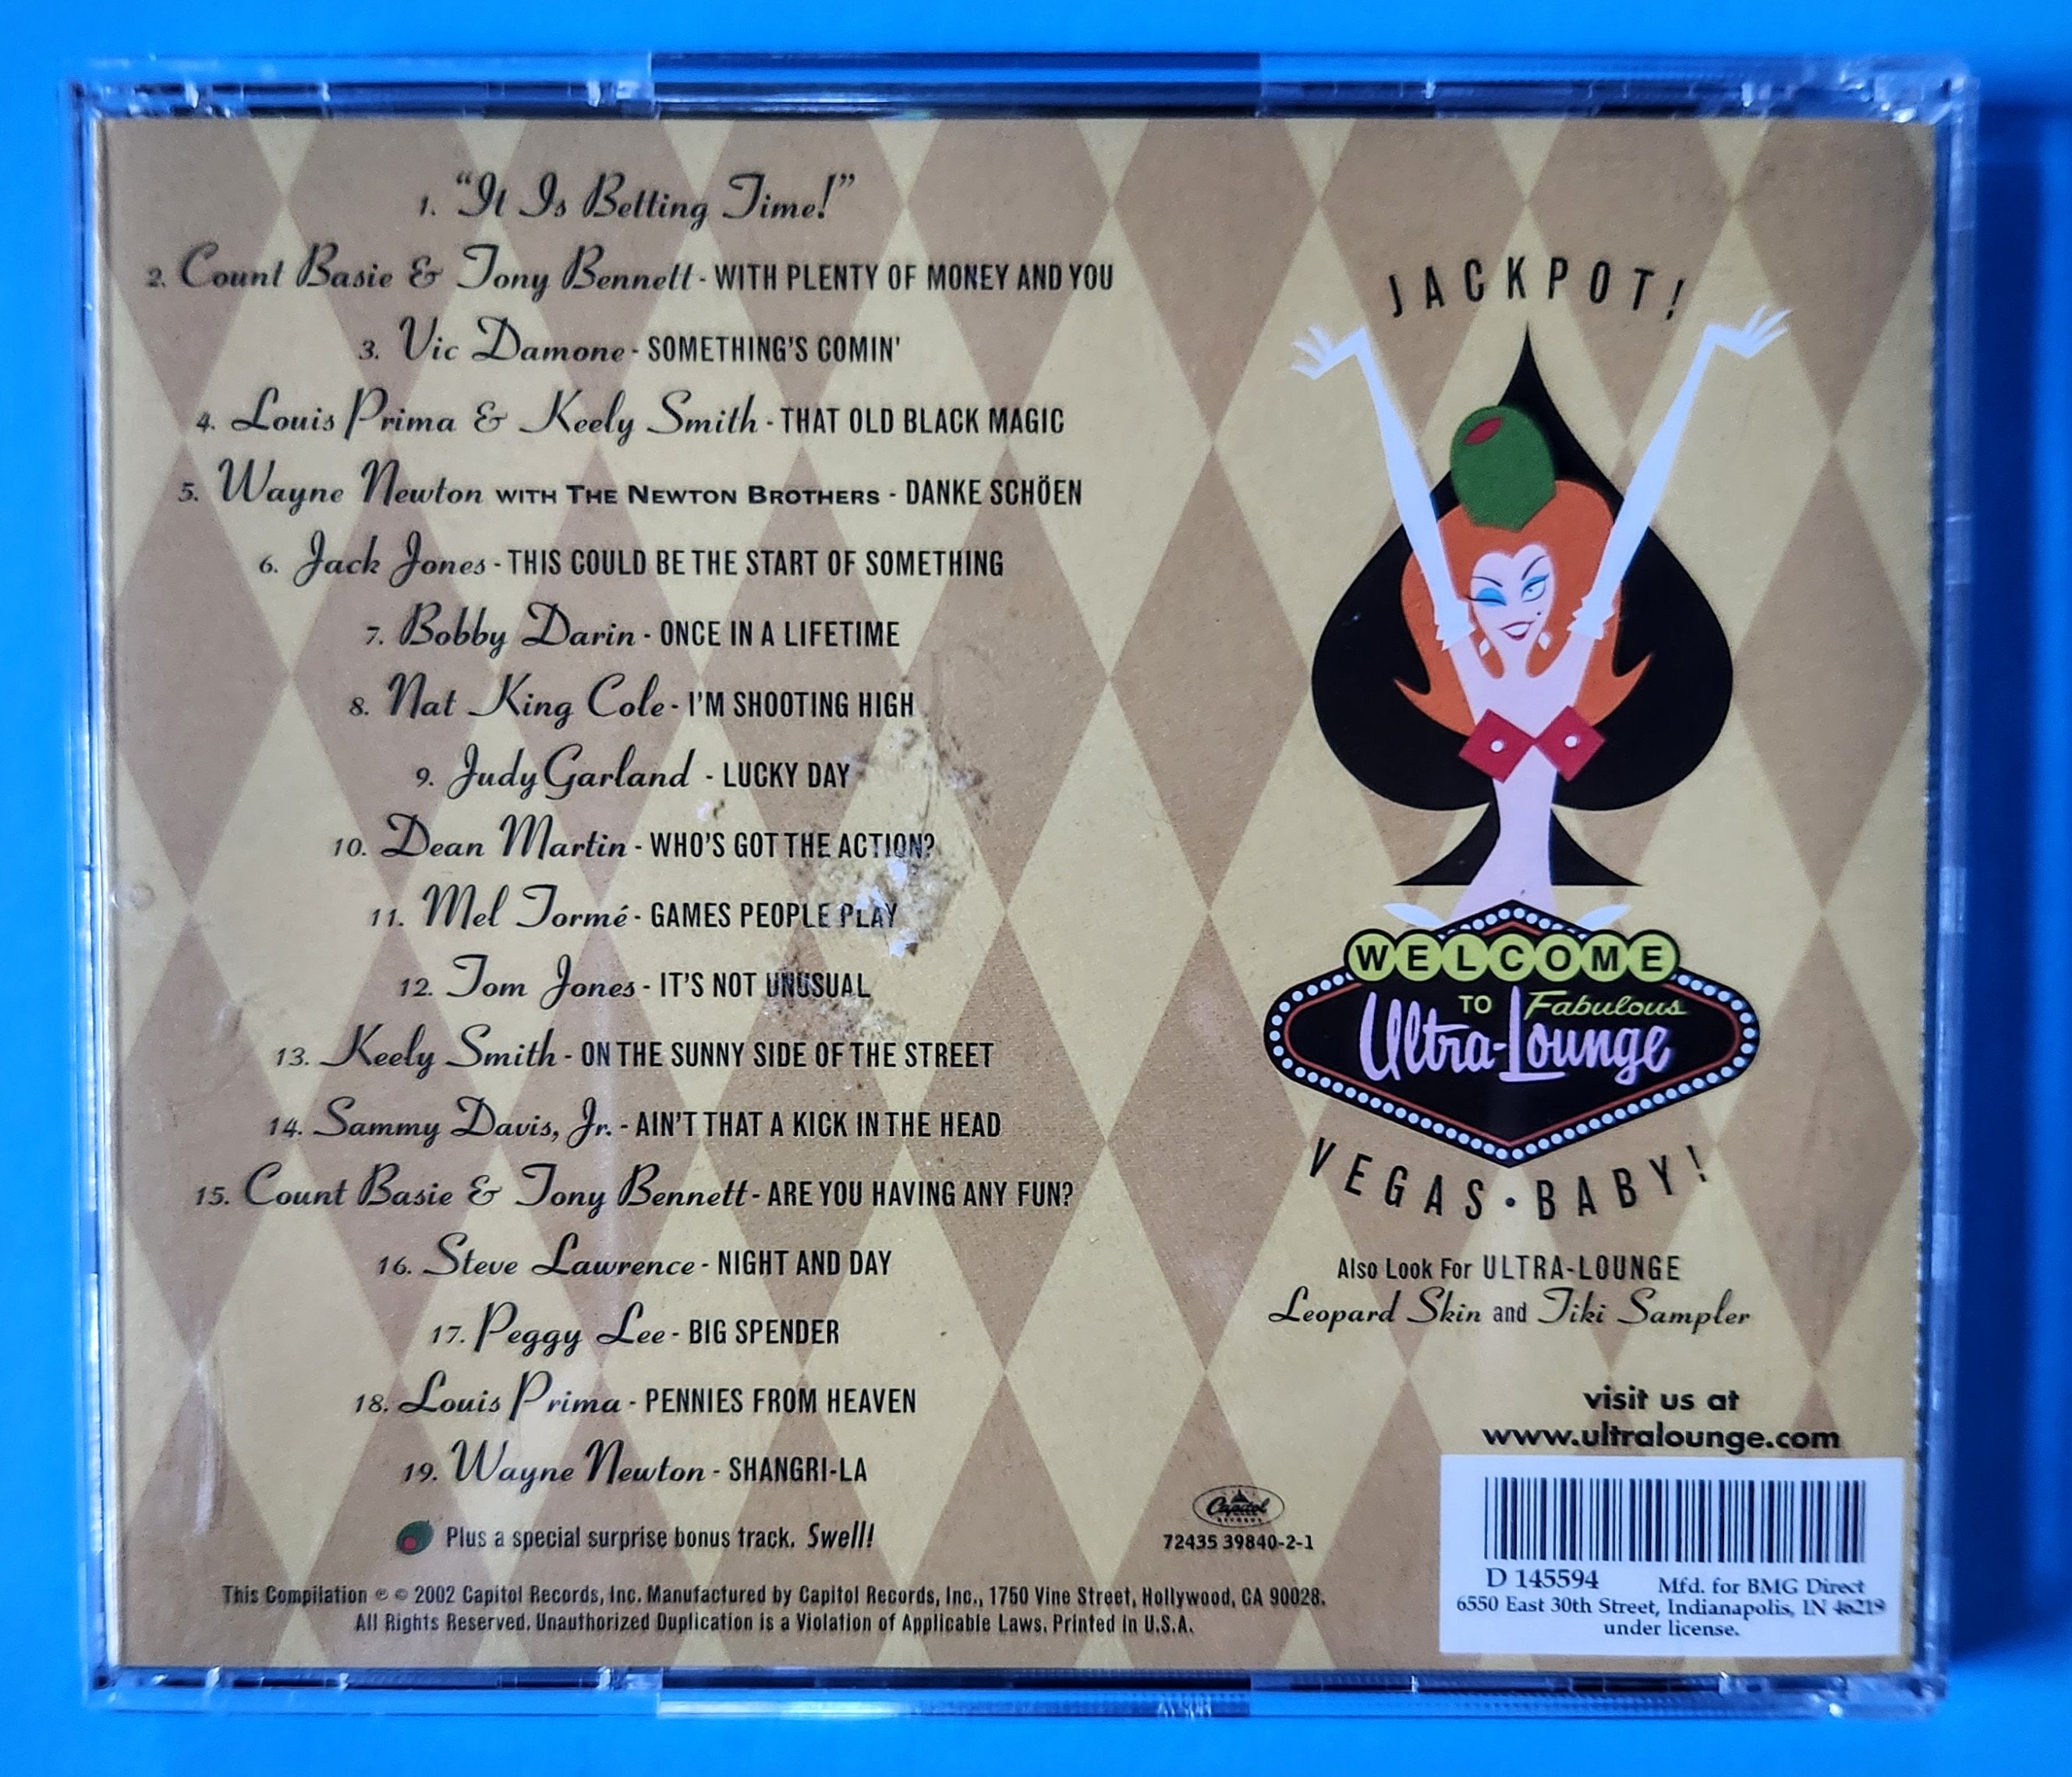 1. "It Is Betting Time!"
2. Count Basie & Tony Bennett - WITH PLENTY OF MONEY AND YOU
3. Vic Damone - SOMETHING'S COMIN'
4. Louis Prima & Keely Smith - THAT OLD BLACK MAGIC
5. Wayne Newton WITH THE NEWTON BROTHERS - DANKE SCHÖEN
6. Jack Jones - THIS COULD BE THE START OF SOMETHING
7. Bobby Darin - ONCE IN A LIFETIME
8. Nat King Cole - I'M SHOOTING HIGH
9. Judy Garland - LUCKY DAY
10. Dean Martin - WHO'S GOT THE ACTION?
11. Mel Tormé - GAMES PEOPLE PLAY
12. Tom Jones - IT'S NOT UNUSUAL
13. Keely Smith - ON THE SUNNY SIDE OF THE STREET
14. Sammy Davis, Jr. - AIN'T THAT A KICK IN THE HEAD
15. Count Basie & Tony Bennett - ARE YOU HAVING ANY FUN?
16. Steve Lawrence - NIGHT AND DAY
17. Peggy Lee - BIG SPENDER
18. Louis Prima - PENNIES FROM HEAVEN
19. Wayne Newton - SHANGRI-LA
Plus a special surprise bonus track. Swell!
This Compilation ℗ © 2002 Capitol Records, Inc. Manufactured by Capitol Records, Inc., 1750 Vine Street, Hollywood, CA 90028.
All Rights Reserved. Unauthorized Duplication is a Violation of Applicable Laws. Printed in U.S.A.
Capitol
RECORDS
72435 39840-2-1
JACKPOT!
WELCOME
TO Fabulous
Ultra-Lounge
VEGAS • BABY!
Also Look For ULTRA-LOUNGE
Leopard Skin and Tiki Sampler
visit us at
www.ultralounge.com
D 145594 Mfd. for BMG Direct
6550 East 30th Street, Indianapolis, IN 46219
under license.